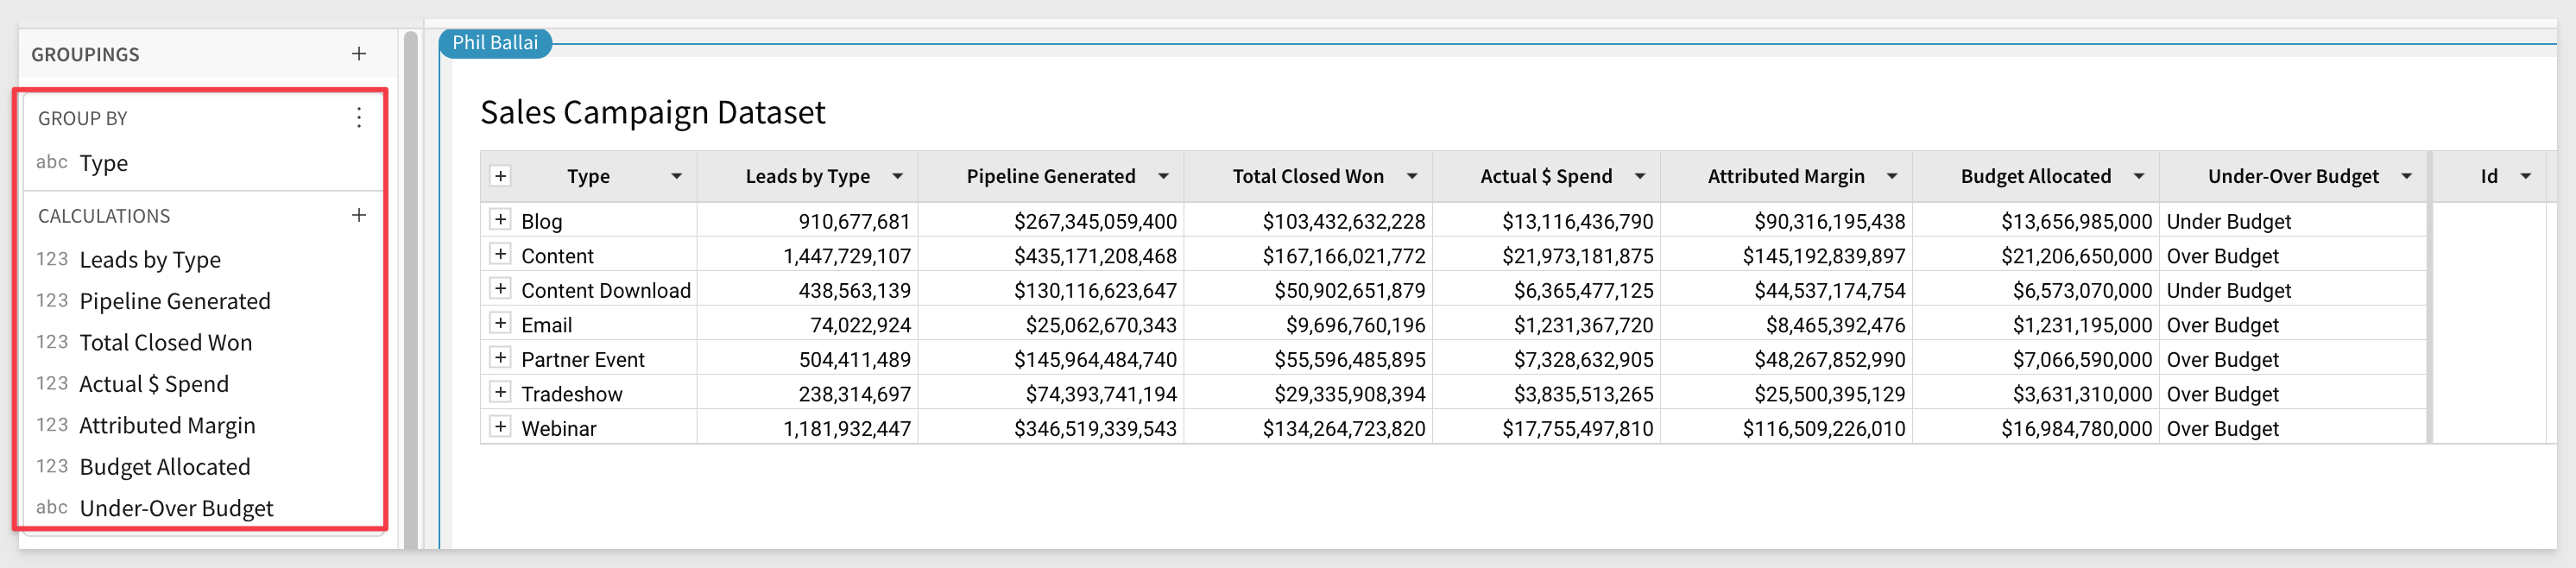 GROUPINGS +
GROUP BY
abc Type
CALCULATIONS +
123 Leads by Type
123 Pipeline Generated
123 Total Closed Won
123 Actual $ Spend
123 Attributed Margin
123 Budget Allocated
abc Under-Over Budget
Phil Ballai
Sales Campaign Dataset
+ Type Leads by Type Pipeline Generated Total Closed Won Actual $ Spend Attributed Margin Budget Allocated Under-Over Budget Id
+ Blog 910,677,681 $267,345,059,400 $103,432,632,228 $13,116,436,790 $90,316,195,438 $13,656,985,000 Under Budget
+ Content 1,447,729,107 $435,171,208,468 $167,166,021,772 $21,973,181,875 $145,192,839,897 $21,206,650,000 Over Budget
+ Content Download 438,563,139 $130,116,623,647 $50,902,651,879 $6,365,477,125 $44,537,174,754 $6,573,070,000 Under Budget
+ Email 74,022,924 $25,062,670,343 $9,696,760,196 $1,231,367,720 $8,465,392,476 $1,231,195,000 Over Budget
+ Partner Event 504,411,489 $145,964,484,740 $55,596,485,895 $7,328,632,905 $48,267,852,990 $7,066,590,000 Over Budget
+ Tradeshow 238,314,697 $74,393,741,194 $29,335,908,394 $3,835,513,265 $25,500,395,129 $3,631,310,000 Over Budget
+ Webinar 1,181,932,447 $346,519,339,543 $134,264,723,820 $17,755,497,810 $116,509,226,010 $16,984,780,000 Over Budget